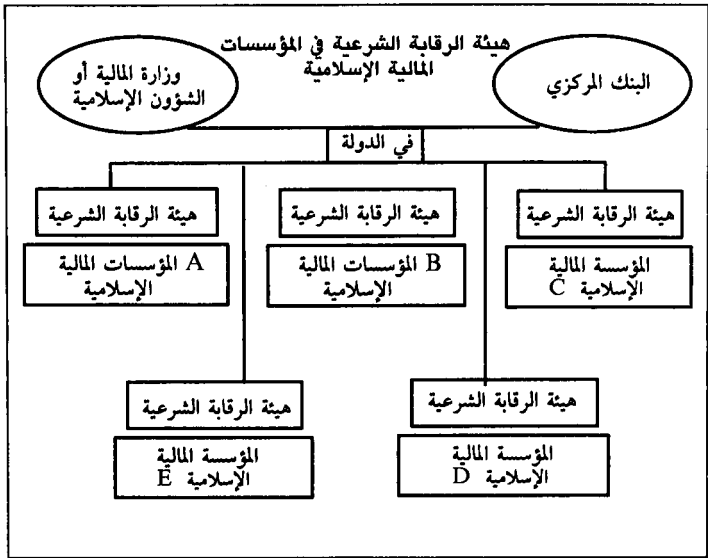 هيئة الرقابة الشرعية في المؤسسات
المالية الإسلامية
البنك المركزي
وزارة المالية أو
الشؤون الإسلامية
في الدولة
هيئة الرقابة الشرعية
المؤسسة المالية
الإسلامية C
هيئة الرقابة الشرعية
B المؤسسات المالية
الإسلامية
هيئة الرقابة الشرعية
A المؤسسات المالية
الإسلامية
هيئة الرقابة الشرعية
المؤسسة المالية
الإسلامية D
هيئة الرقابة الشرعية
المؤسسة المالية
الإسلامية E